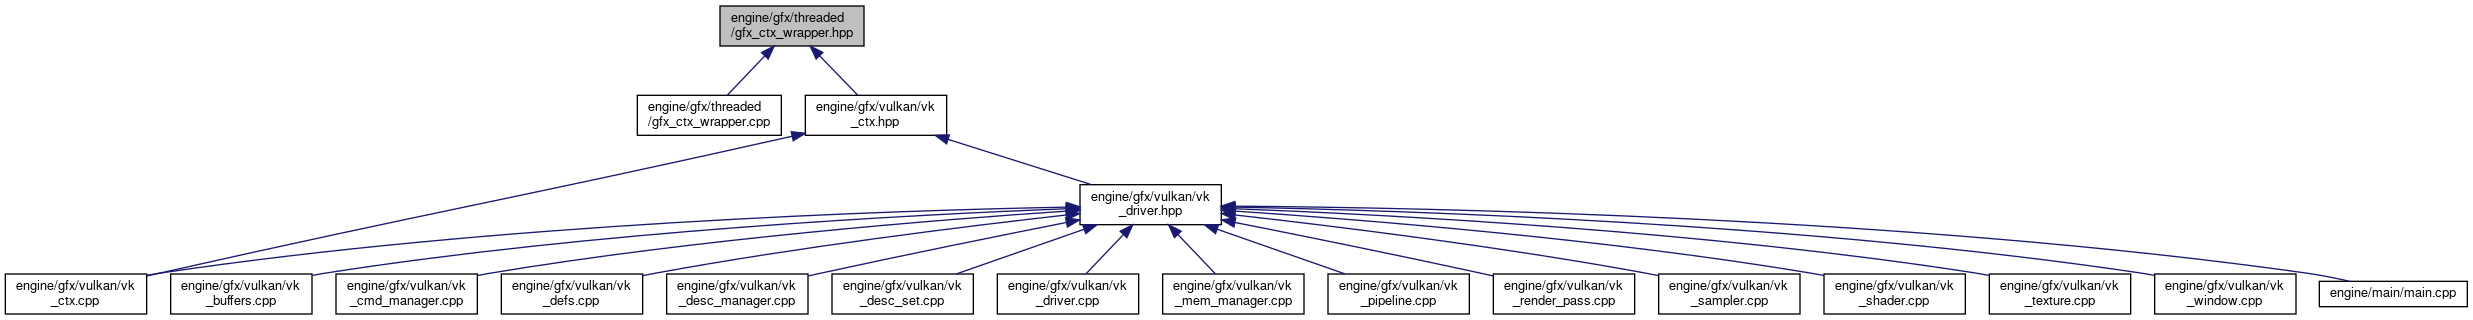 engine/gfx/threaded
/gfx_ctx_wrapper.hpp
engine/gfx/threaded
/gfx_ctx_wrapper.cpp
engine/gfx/vulkan/vk
_ctx.hpp
engine/gfx/vulkan/vk
_driver.hpp
engine/gfx/vulkan/vk
_ctx.cpp
engine/gfx/vulkan/vk
_buffers.cpp
engine/gfx/vulkan/vk
_cmd_manager.cpp
engine/gfx/vulkan/vk
_defs.cpp
engine/gfx/vulkan/vk
_desc_manager.cpp
engine/gfx/vulkan/vk
_desc_set.cpp
engine/gfx/vulkan/vk
_driver.cpp
engine/gfx/vulkan/vk
_mem_manager.cpp
engine/gfx/vulkan/vk
_pipeline.cpp
engine/gfx/vulkan/vk
_render_pass.cpp
engine/gfx/vulkan/vk
_sampler.cpp
engine/gfx/vulkan/vk
_shader.cpp
engine/gfx/vulkan/vk
_texture.cpp
engine/gfx/vulkan/vk
_window.cpp
engine/main/main.cpp